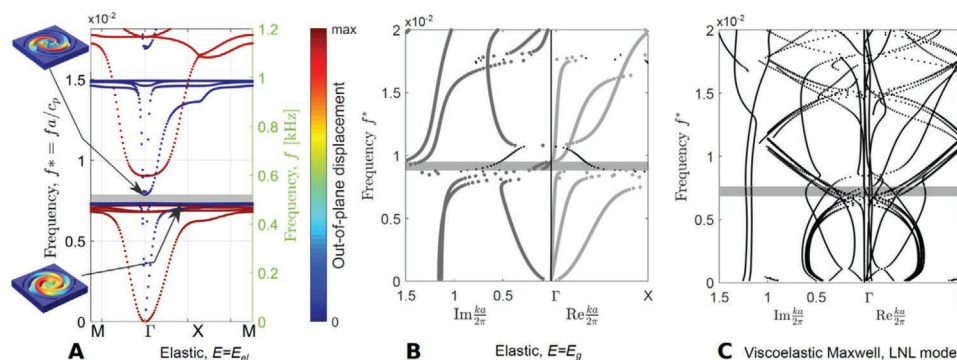 x10⁻²
1.5
1
0.5
0
Frequency, f* = fa/c_p
M Γ X M
1.2
1
0.8
0.6
0.4
0.2
0
Frequency, f [kHz]
max
0
Out-of-plane displacement
A Elastic, E=E_el
x10⁻²
2
1.5
1
0.5
0
Frequency f*
1.5 1 0.5 Γ X
Im ka/2π Re ka/2π
B Elastic, E=E_g
x10⁻²
2
1.5
1
0.5
0
Frequency f*
1.5 1 0.5 Γ
Im ka/2π Re ka/2π
C Viscoelastic Maxwell, LNL mode